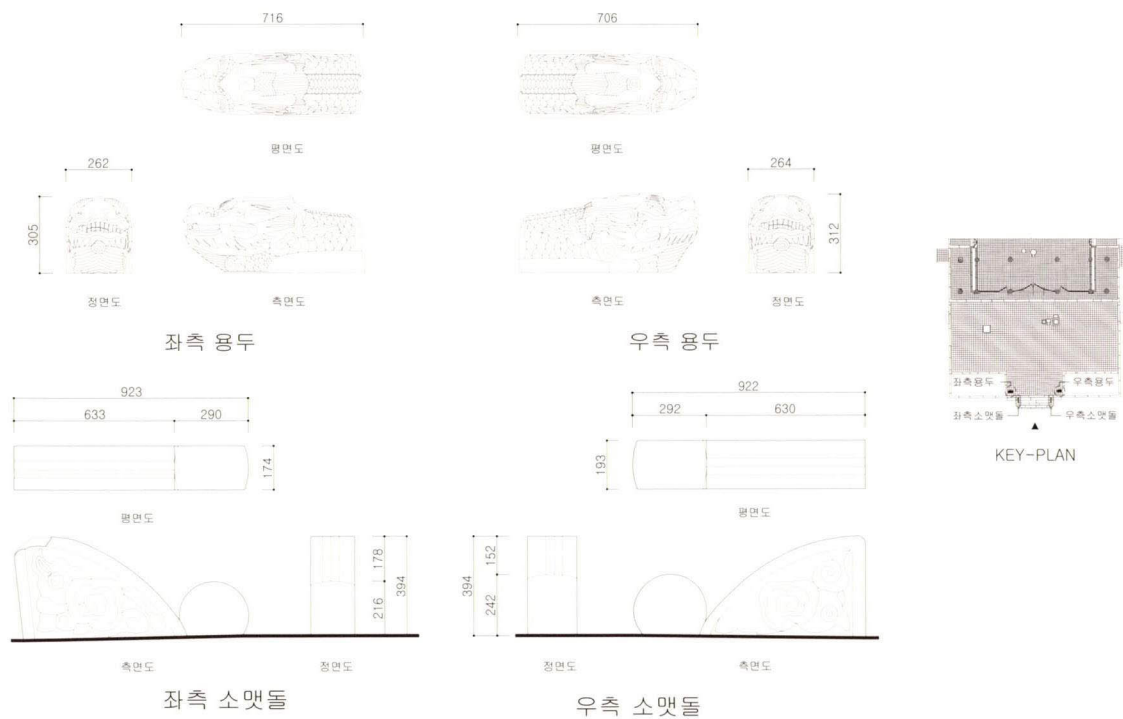 716
평면도
262
305
정면도
측면도
좌측 용두
706
평면도
264
312
측면도
정면도
우측 용두
923
633
290
174
평면도
178
216
394
측면도
정면도
좌측 소맷돌
922
292
630
193
평면도
394
152
242
정면도
측면도
우측 소맷돌
좌측용두
우측용두
좌측소맷돌
우측소맷돌
KEY-PLAN